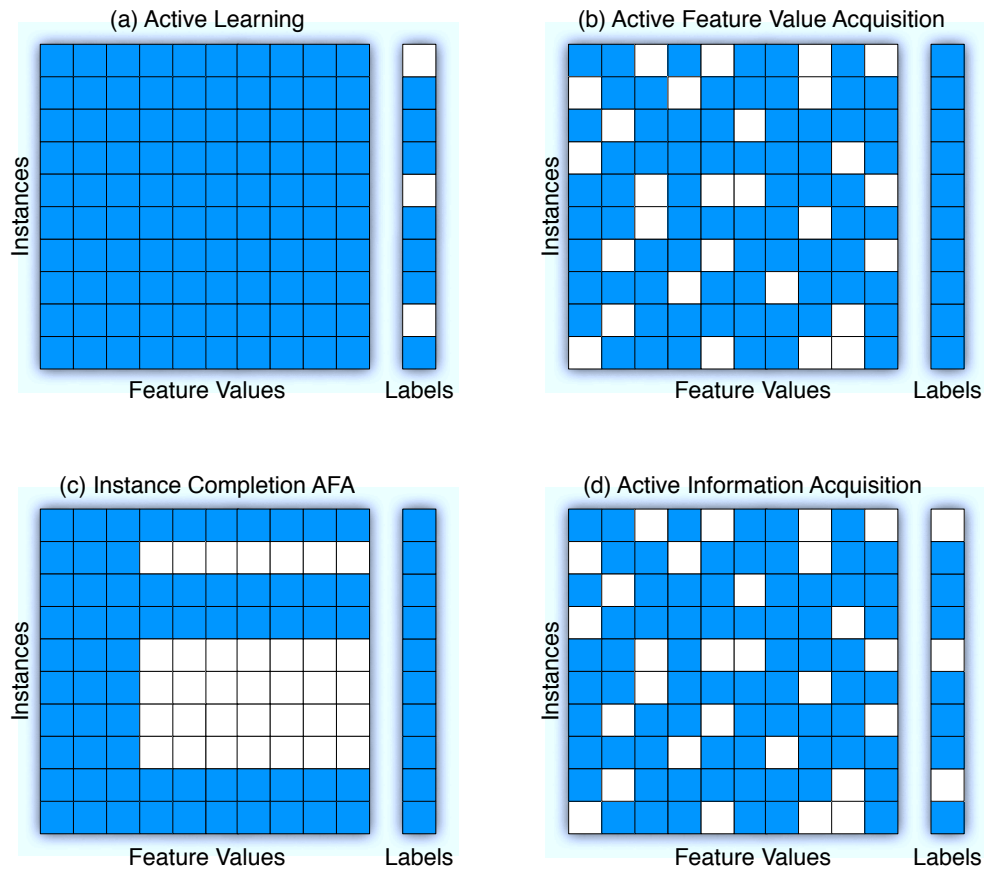 (a) Active Learning
Instances
Feature Values
Labels
(b) Active Feature Value Acquisition
Instances
Feature Values
Labels
(c) Instance Completion AFA
Instances
Feature Values
Labels
(d) Active Information Acquisition
Instances
Feature Values
Labels